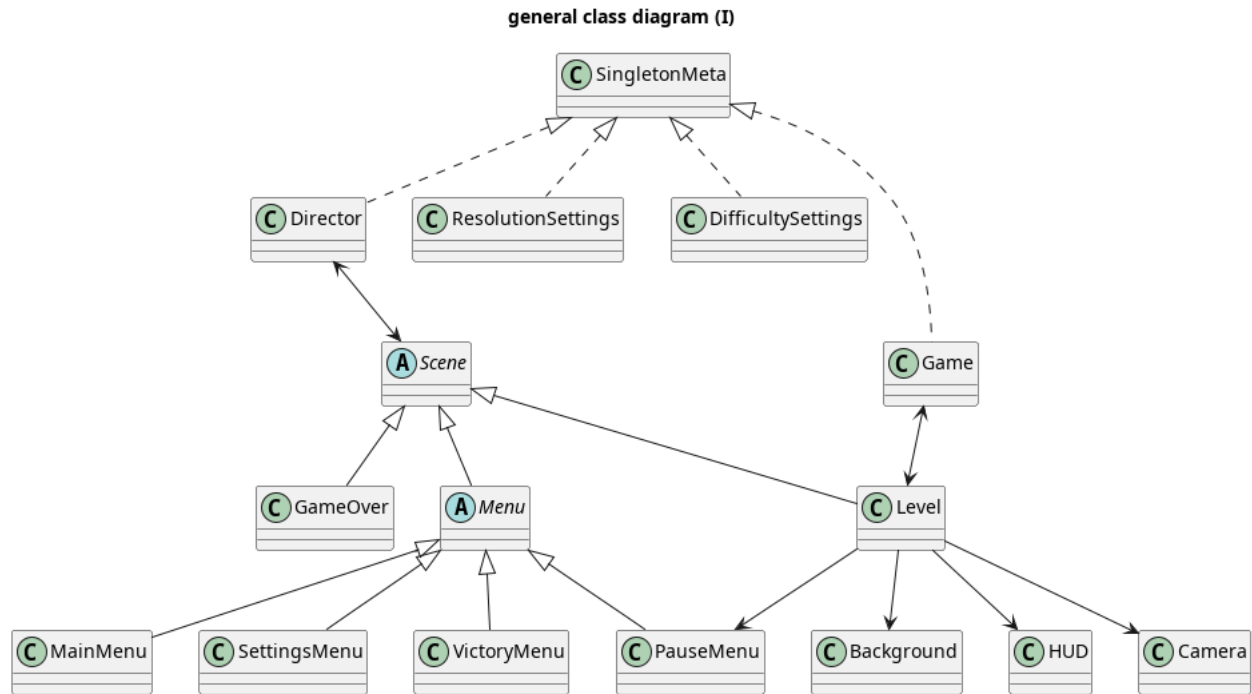 general class diagram (I)
C SingletonMeta
C Director
C ResolutionSettings
C DifficultySettings
A Scene
C Game
C GameOver
A Menu
C Level
C MainMenu
C SettingsMenu
C VictoryMenu
C PauseMenu
C Background
C HUD
C Camera